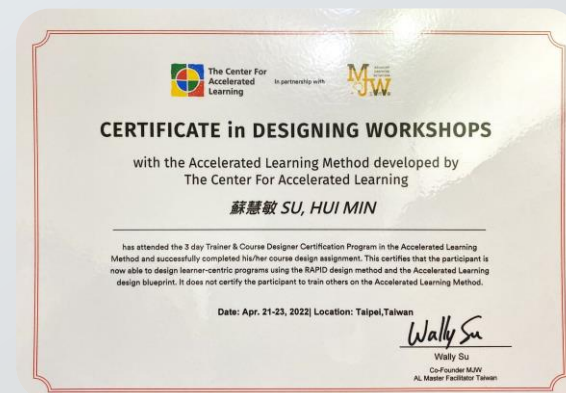 The Center For
Accelerated
Learning
In partnership with
MJW
CERTIFICATE in DESIGNING WORKSHOPS
with the Accelerated Learning Method developed by
The Center For Accelerated Learning
蘇慧敏 SU, HUI MIN
has attended the 3 day Trainer & Course Designer Certification Program in the Accelerated Learning
Method and successfully completed his/her course design assignment. This certifies that the participant is
now able to design learner-centric programs using the RAPID design method and the Accelerated Learning
design blueprint. It does not certify the participant to train others on the Accelerated Learning Method.
Date: Apr. 21-23, 2022| Location: Taipei,Taiwan
Wally Su
Wally Su
Co-Founder MJW
AL Master Facilitator Taiwan